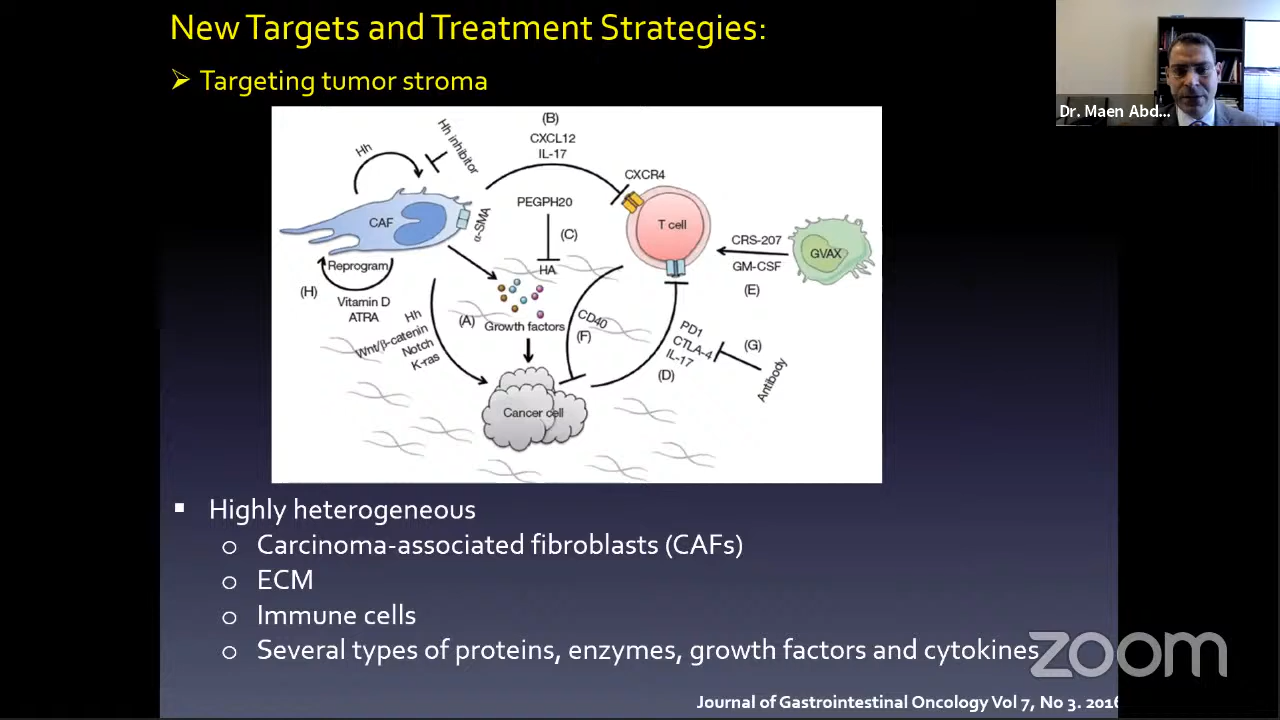 New Targets and Treatment Strategies:
Targeting tumor stroma
Dr. Maen Abd...
(B)
CXCL12
IL-17
Hh
Hh inhibitor
CXCR4
PEGPH20
CAF
α-SMA
T cell
(C)
CRS-207
GVAX
HA
GM-CSF
Reprogram
(E)
(H)
Vitamin D
ATRA
Hh
Wnt/β-catenin
Notch
K-ras
(A)
Growth factors
CD40
(F)
PD1
CTLA-4
IL-17
(D)
(G)
Antibody
Cancer cell
Highly heterogeneous
Carcinoma-associated fibroblasts (CAFs)
ECM
Immune cells
Several types of proteins, enzymes, growth factors and cytokines
zoom
Journal of Gastrointestinal Oncology Vol 7, No 3. 2016